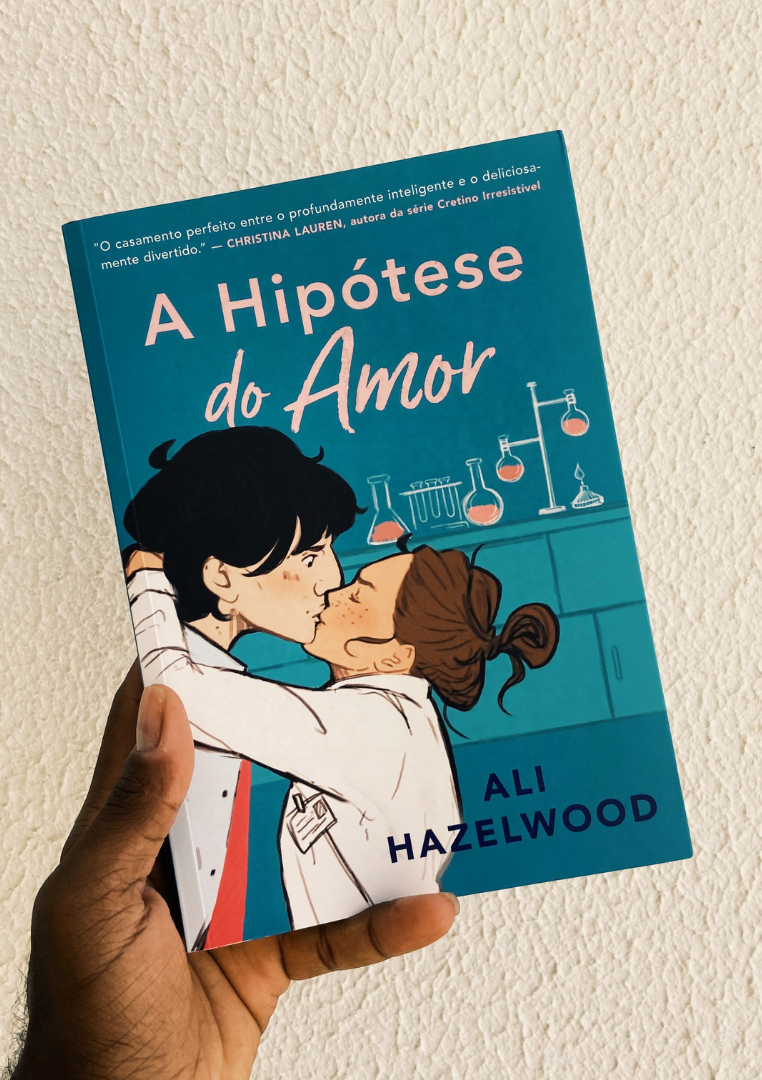 “O casamento perfeito entre o profundamente inteligente e o deliciosa-
mente divertido.” — CHRISTINA LAUREN, autora da série Cretino Irresistível
A Hipótese
do Amor
ALI
HAZELWOOD